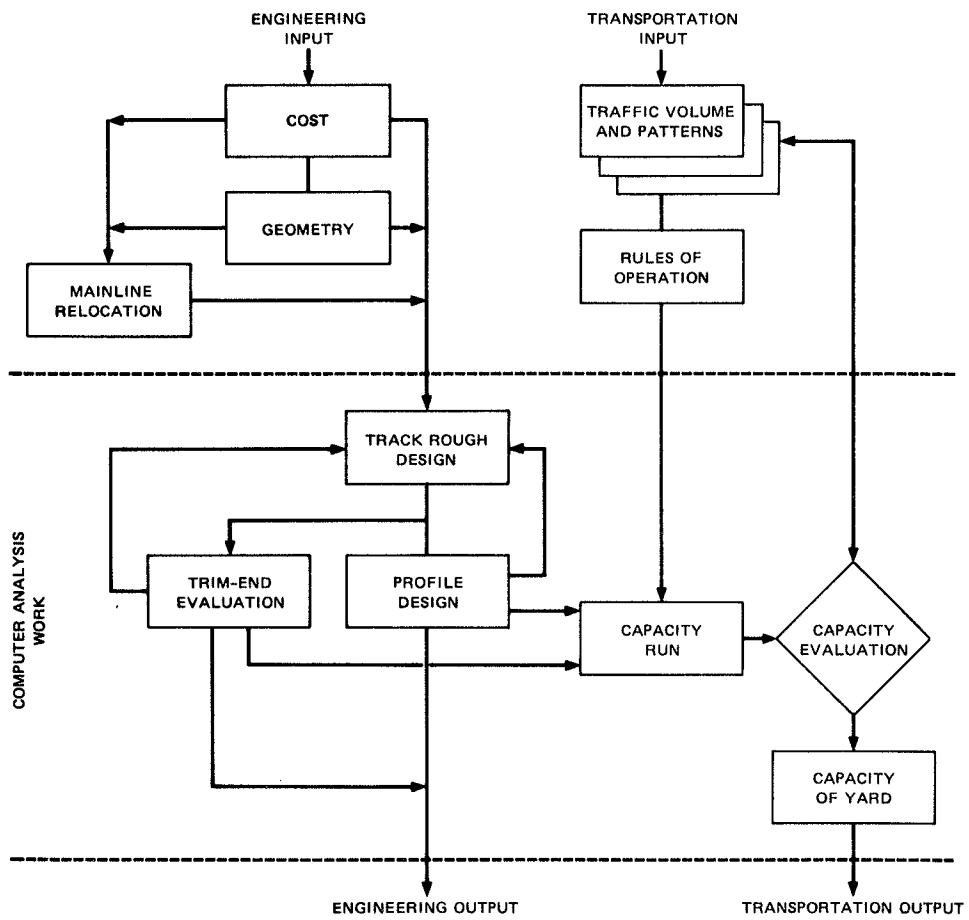 ENGINEERING
INPUT
TRANSPORTATION
INPUT
COST
TRAFFIC VOLUME
AND PATTERNS
GEOMETRY
RULES OF
OPERATION
MAINLINE
RELOCATION
TRACK ROUGH
DESIGN
COMPUTER ANALYSIS
WORK
TRIM-END
EVALUATION
PROFILE
DESIGN
CAPACITY
RUN
CAPACITY
EVALUATION
CAPACITY
OF YARD
ENGINEERING OUTPUT
TRANSPORTATION OUTPUT